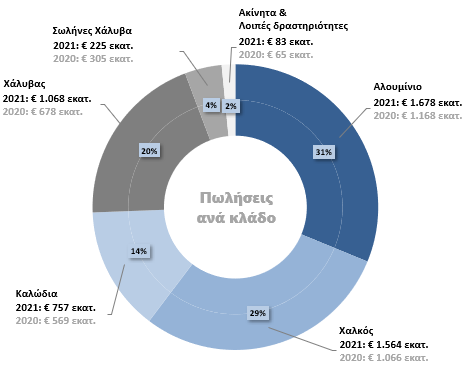 Ακίνητα &
Λοιπές δραστηριότητες
2021: € 83 εκατ.
2020: € 65 εκατ.
Σωλήνες Χάλυβα
2021: € 225 εκατ.
2020: € 305 εκατ.
Χάλυβας
2021: € 1.068 εκατ.
2020: € 678 εκατ.
Αλουμίνιο
2021: € 1.678 εκατ.
2020: € 1.168 εκατ.
4%
2%
20%
31%
Πωλήσεις
ανά κλάδο
14%
29%
Καλώδια
2021: € 757 εκατ.
2020: € 569 εκατ.
Χαλκός
2021: € 1.564 εκατ.
2020: € 1.066 εκατ.